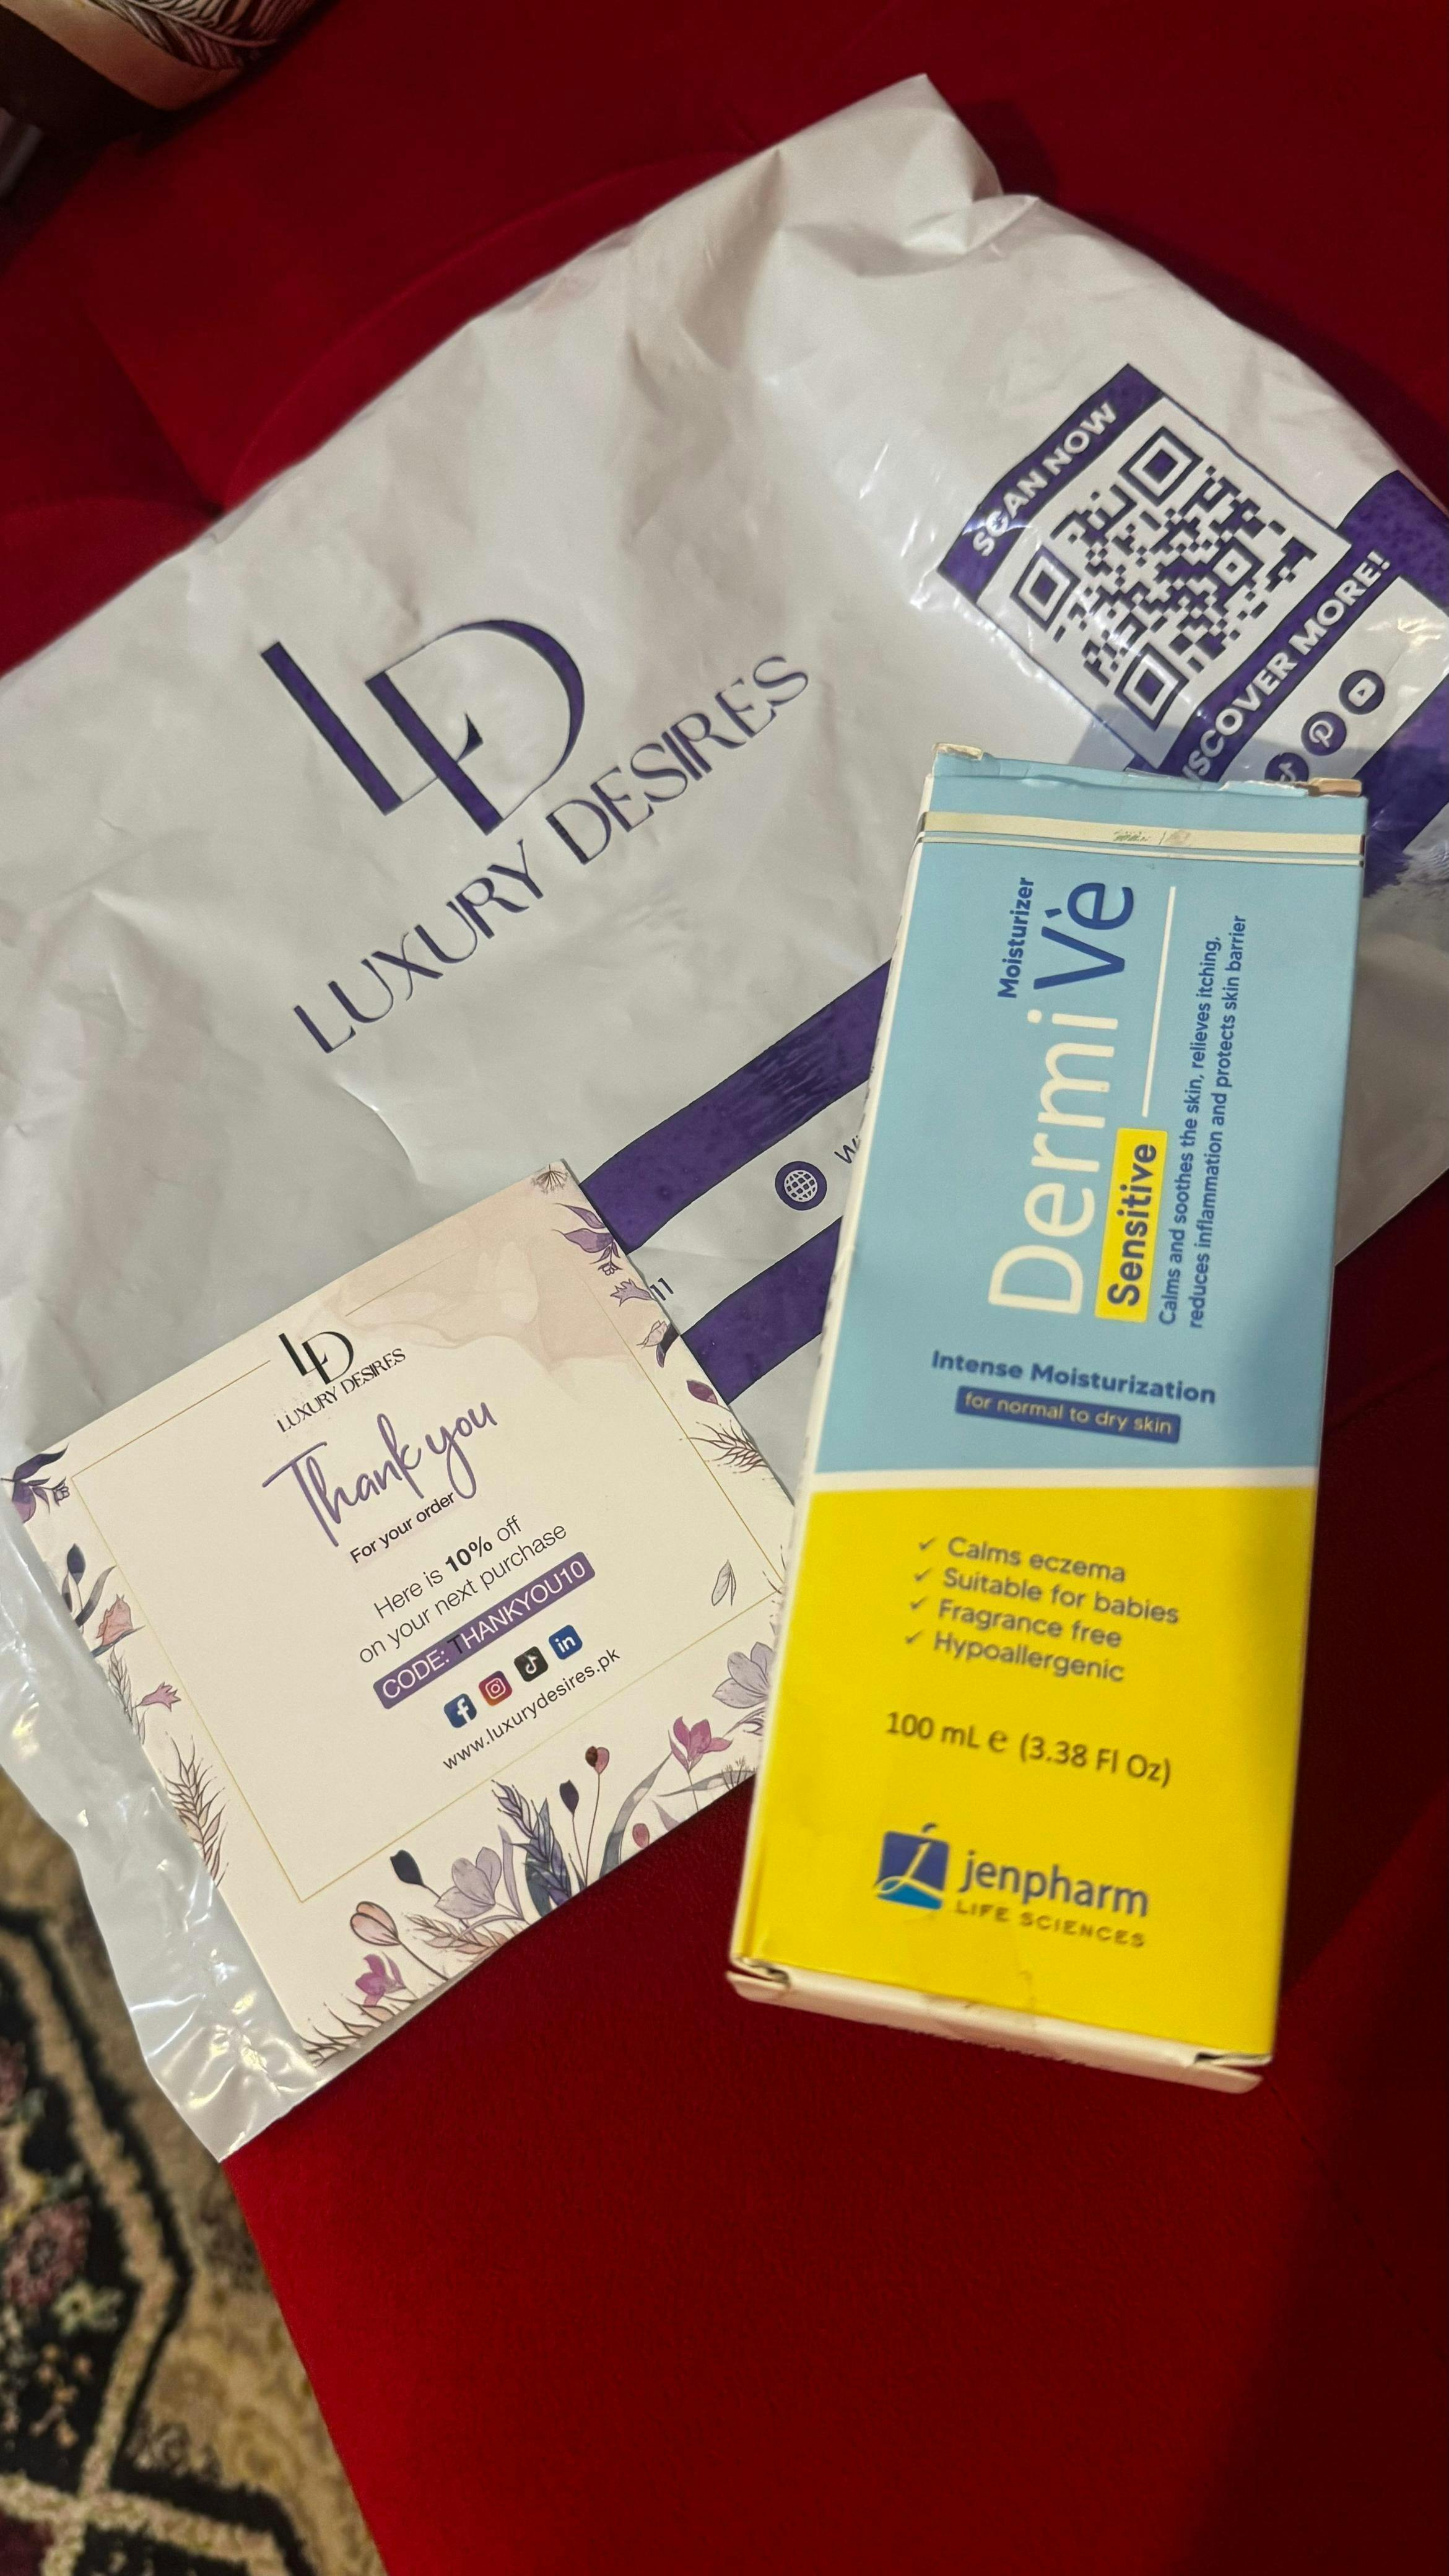 SCAN NOW
DISCOVER MORE!
LD
LUXURY DESIRES
11
LD
LUXURY DESIRES
Thank you
For your order
Here is 10% off
on your next purchase
CODE: THANKYOU10
www.luxurydesires.pk
Moisturizer
Dermi Vè
Sensitive
Calms and soothes the skin, relieves itching,
reduces inflammation and protects skin barrier
Intense Moisturization
for normal to dry skin
✓ Calms eczema
✓ Suitable for babies
✓ Fragrance free
✓ Hypoallergenic
100 mL e (3.38 Fl Oz)
jenpharm
LIFE SCIENCES